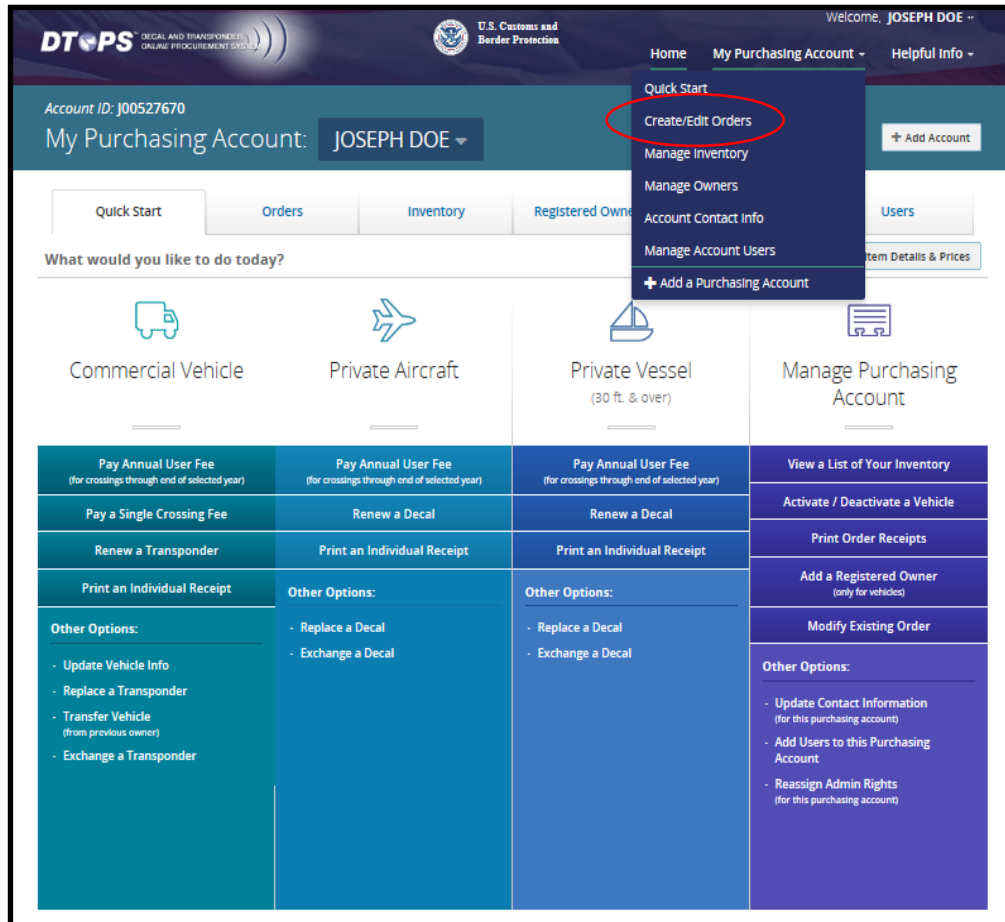 DTOPS DECAL AND TRANSPONDER
ONLINE PROCUREMENT SYSTEM
U.S. Customs and
Border Protection
Welcome, JOSEPH DOE
Home My Purchasing Account Helpful Info
Quick Start
Create/Edit Orders
Manage Inventory
Manage Owners
Account Contact Info
Manage Account Users
+ Add a Purchasing Account
Account ID: J00527670
My Purchasing Account: JOSEPH DOE
+ Add Account
Quick Start Orders Inventory Registered Owne Users
What would you like to do today?
Item Details & Prices
Commercial Vehicle
Pay Annual User Fee
(for crossings through end of selected year)
Pay a Single Crossing Fee
Renew a Transponder
Print an Individual Receipt
Other Options:
- Update Vehicle Info
- Replace a Transponder
- Transfer Vehicle
(from previous owner)
- Exchange a Transponder
Private Aircraft
Pay Annual User Fee
(for crossings through end of selected year)
Renew a Decal
Print an Individual Receipt
Other Options:
- Replace a Decal
- Exchange a Decal
Private Vessel
(30 ft. & over)
Pay Annual User Fee
(for crossings through end of selected year)
Renew a Decal
Print an Individual Receipt
Other Options:
- Replace a Decal
- Exchange a Decal
Manage Purchasing
Account
View a List of Your Inventory
Activate / Deactivate a Vehicle
Print Order Receipts
Add a Registered Owner
(only for vehicles)
Modify Existing Order
Other Options:
- Update Contact Information
(for this purchasing account)
- Add Users to this Purchasing
Account
- Reassign Admin Rights
(for this purchasing account)